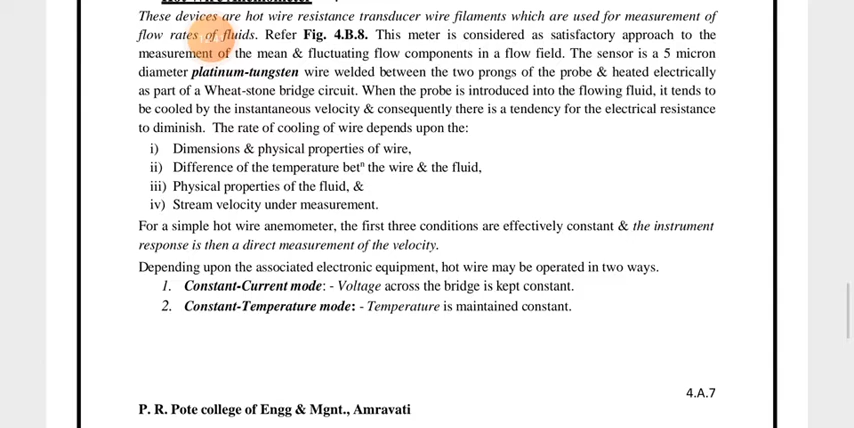 These devices are hot wire resistance transducer wire filaments which are used for measurement of
flow rates of fluids. Refer Fig. 4.B.8. This meter is considered as satisfactory approach to the
measurement of the mean & fluctuating flow components in a flow field. The sensor is a 5 micron
diameter platinum-tungsten wire welded between the two prongs of the probe & heated electrically
as part of a Wheat-stone bridge circuit. When the probe is introduced into the flowing fluid, it tends to
be cooled by the instantaneous velocity & consequently there is a tendency for the electrical resistance
to diminish. The rate of cooling of wire depends upon the:
i) Dimensions & physical properties of wire,
ii) Difference of the temperature betⁿ the wire & the fluid,
iii) Physical properties of the fluid, &
iv) Stream velocity under measurement.
For a simple hot wire anemometer, the first three conditions are effectively constant & the instrument
response is then a direct measurement of the velocity.
Depending upon the associated electronic equipment, hot wire may be operated in two ways.
1. Constant-Current mode: - Voltage across the bridge is kept constant.
2. Constant-Temperature mode: - Temperature is maintained constant.
4.A.7
P. R. Pote college of Engg & Mgnt., Amravati